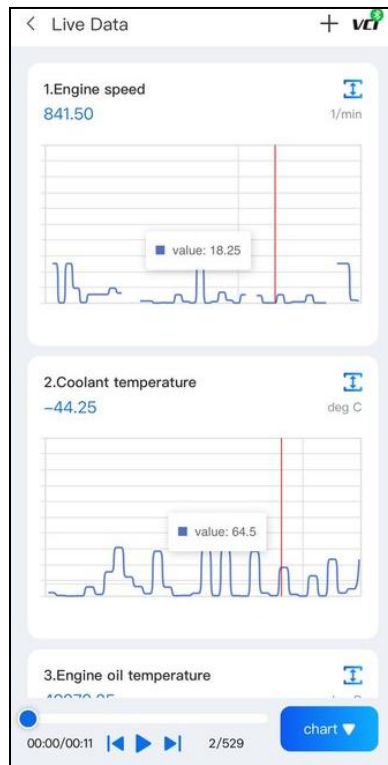 Live Data
VCI
1.Engine speed
841.50
1/min
value: 18.25
2.Coolant temperature
−44.25
deg C
value: 64.5
3.Engine oil temperature
00:00/00:11
2/529
chart